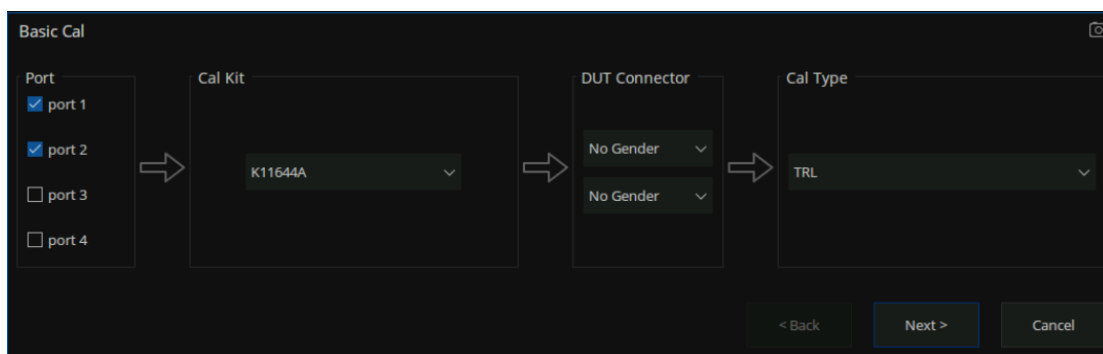 Basic Cal
Port
port 1
port 2
port 3
port 4
Cal Kit
K11644A
DUT Connector
No Gender
No Gender
Cal Type
TRL
< Back
Next >
Cancel